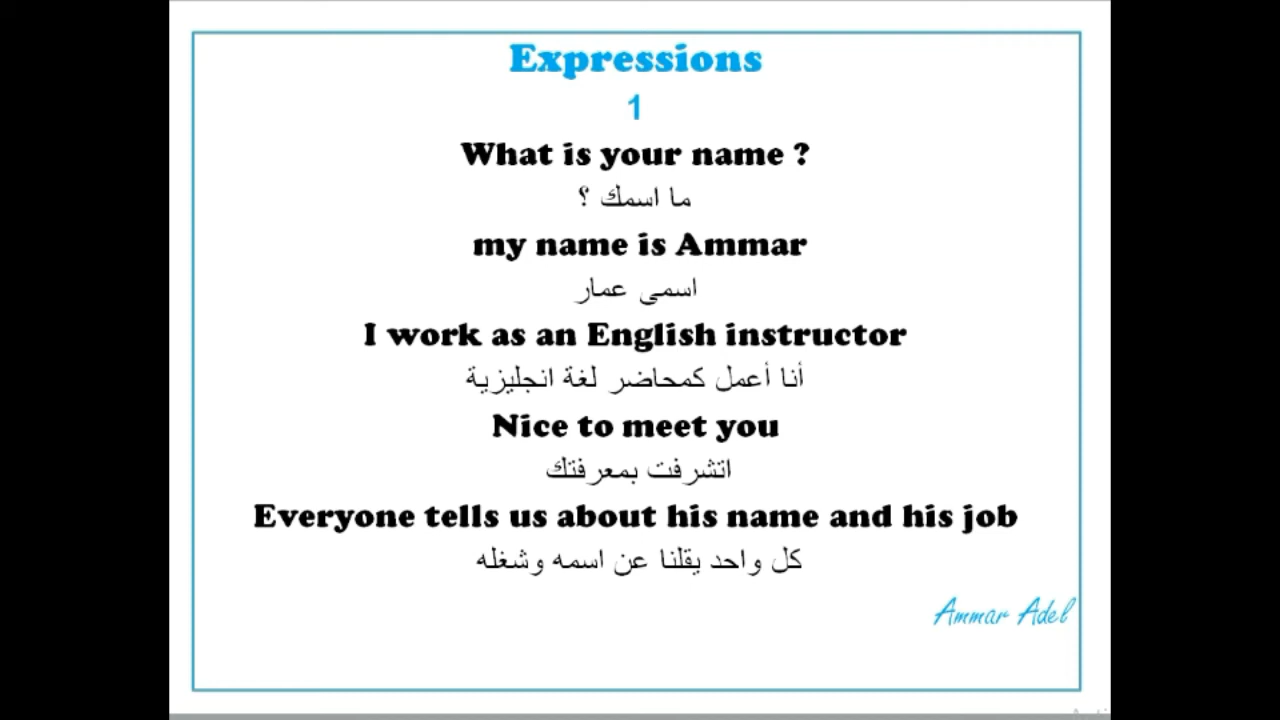 Expressions
1
What is your name ?
ما اسمك ؟
my name is Ammar
اسمى عمار
I work as an English instructor
أنا أعمل كمحاضر لغة انجليزية
Nice to meet you
اتشرفت بمعرفتك
Everyone tells us about his name and his job
كل واحد يقلنا عن اسمه وشغله
Ammar Adel